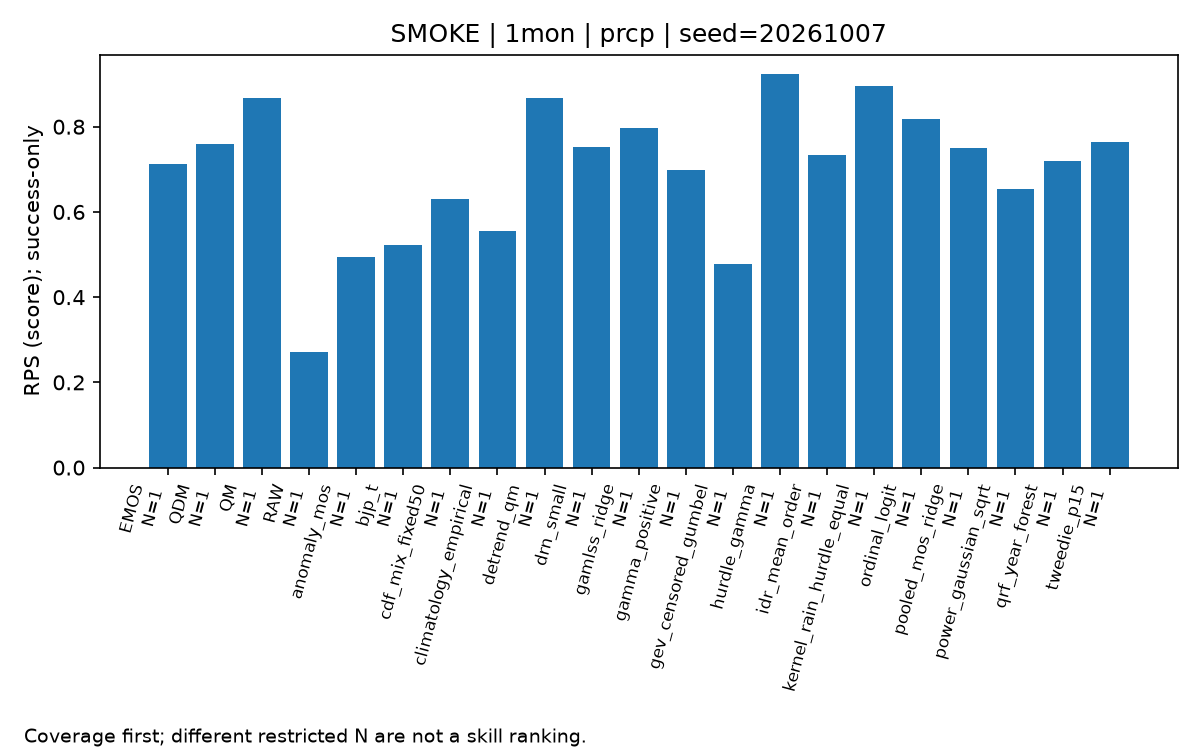 SMOKE | 1mon | prcp | seed=20261007
RPS (score); success-only
0.8
0.6
0.4
0.2
0.0
EMOS
N=1
QDM
N=1
QM
N=1
RAW
N=1
anomaly_mos
N=1
bjp_t
N=1
cdf_mix_fixed50
N=1
climatology_empirical
N=1
detrend_qm
N=1
drn_small
N=1
gamlss_ridge
N=1
gamma_positive
N=1
gev_censored_gumbel
N=1
hurdle_gamma
N=1
idr_mean_order
N=1
kernel_rain_hurdle_equal
N=1
ordinal_logit
N=1
pooled_mos_ridge
N=1
power_gaussian_sqrt
N=1
qrf_year_forest
N=1
tweedie_p15
N=1
Coverage first; different restricted N are not a skill ranking.